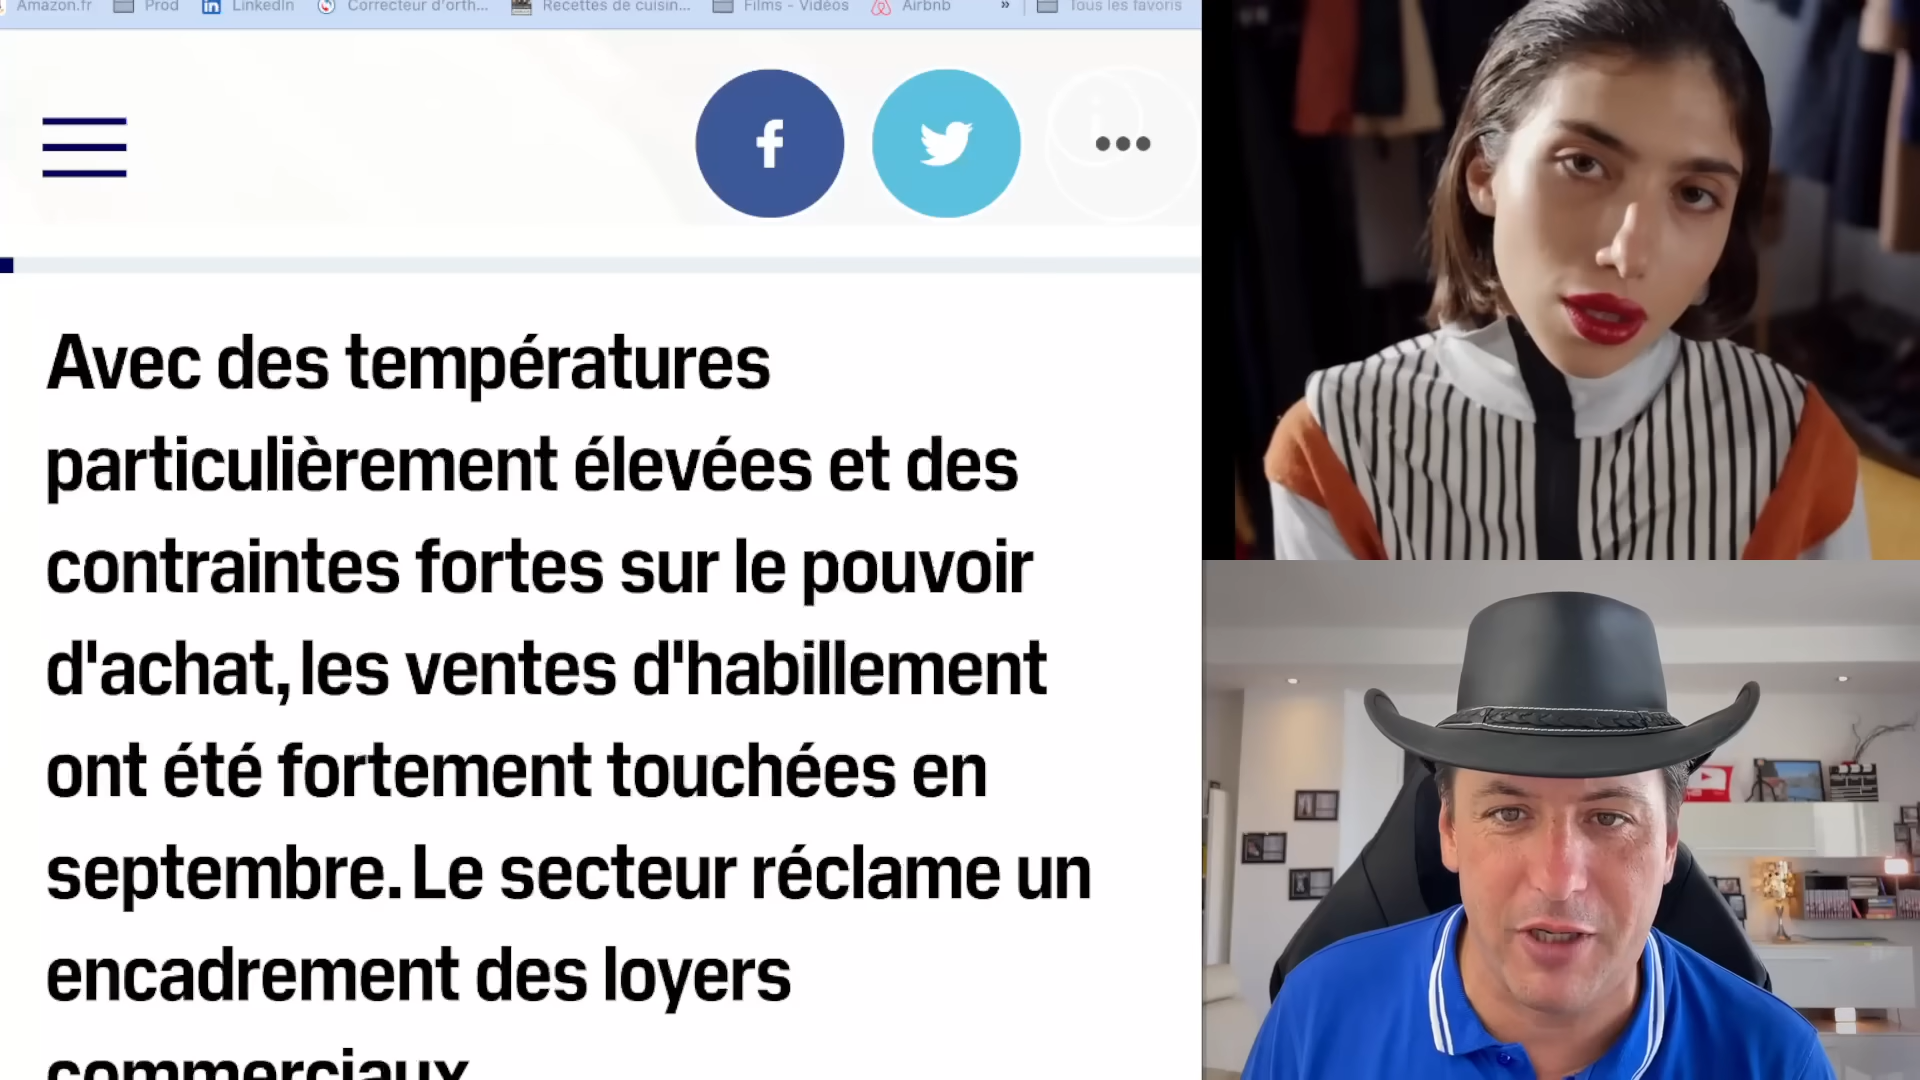 Amazon.fr Prod LinkedIn Correcteur d'orth... Recettes de cuisin... Films - Vidéos Airbnb » Tous les favoris
Avec des températures
particulièrement élevées et des
contraintes fortes sur le pouvoir
d'achat, les ventes d'habillement
ont été fortement touchées en
septembre. Le secteur réclame un
encadrement des loyers
commerciaux